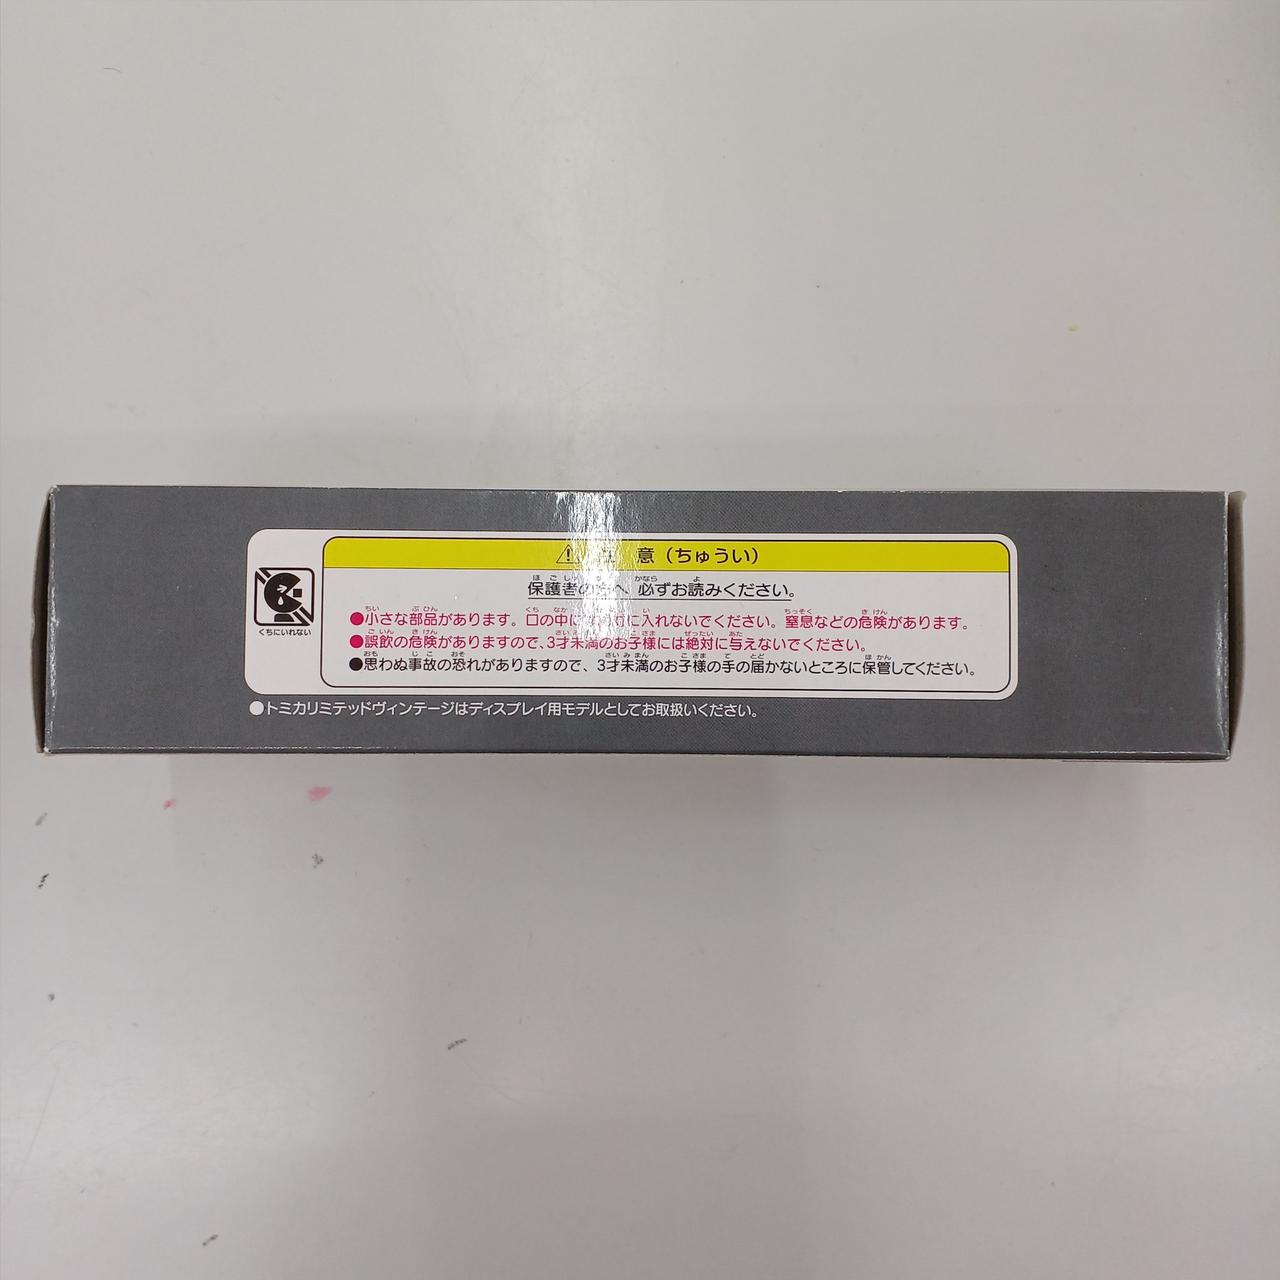 ⚠注　意（ちゅうい）
保護者の方へ 必ずお読みください。
くちにいれない
●小さな部品があります。口の中には絶対に入れないでください。窒息などの危険があります。
●誤飲の危険がありますので、3才未満のお子様には絶対に与えないでください。
●思わぬ事故の恐れがありますので、3才未満のお子様の手の届かないところに保管してください。
●トミカリミテッドヴィンテージはディスプレイ用モデルとしてお取扱いください。